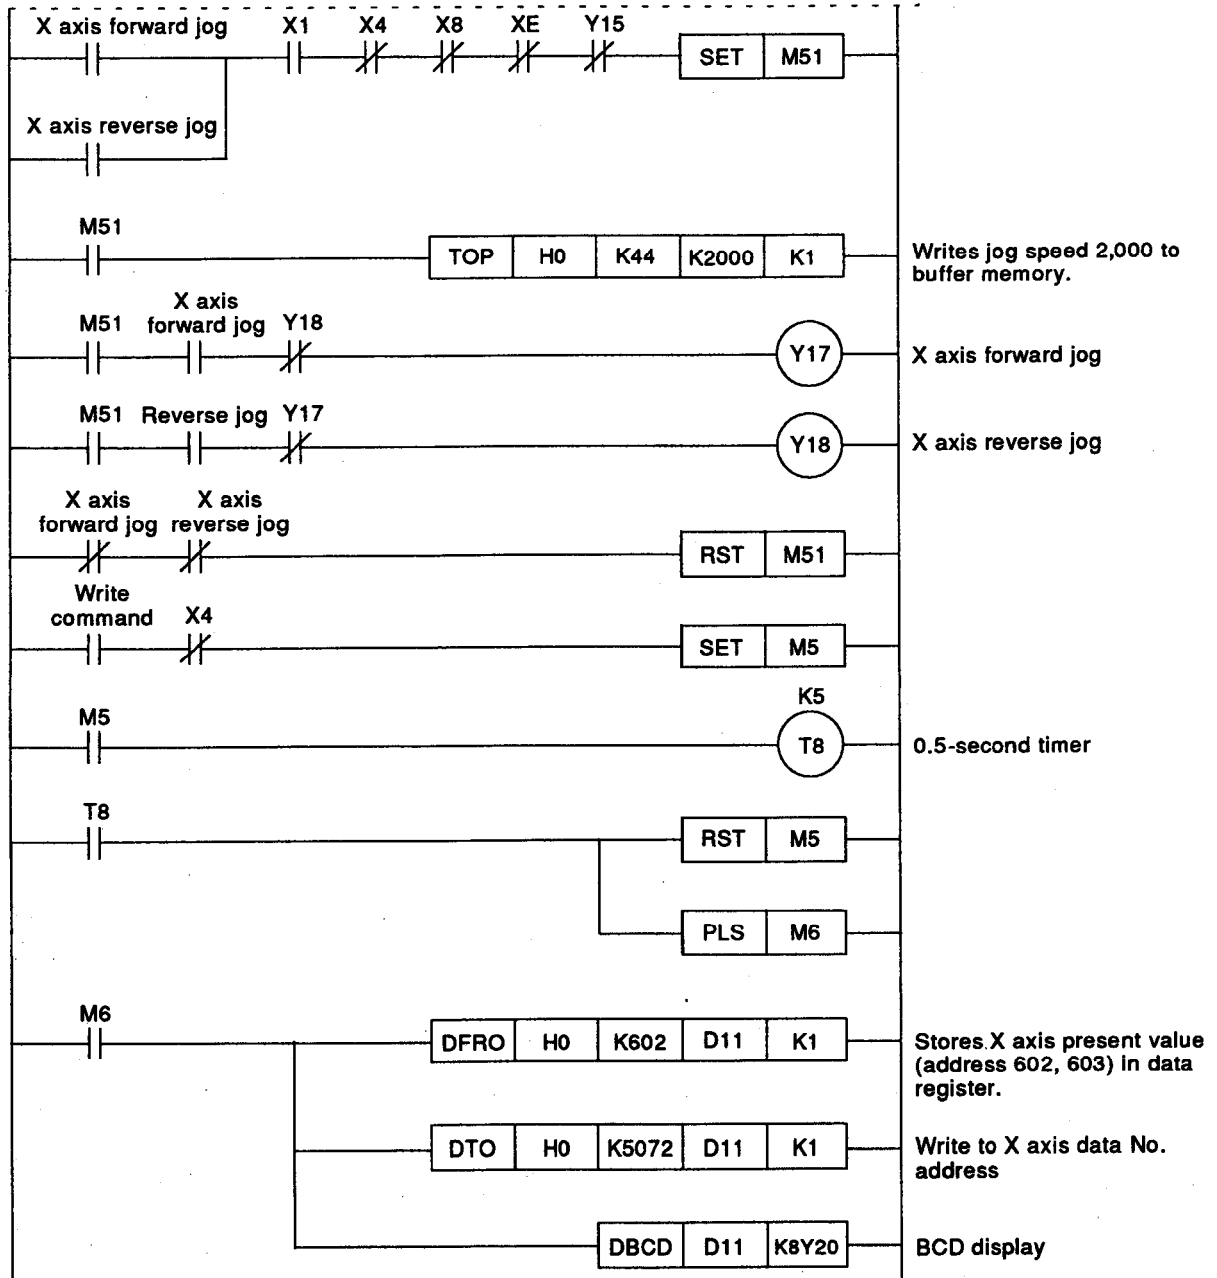 X axis forward jog X1 X4 X8 XE Y15
SET M51
X axis reverse jog
M51
TOP H0 K44 K2000 K1
Writes jog speed 2,000 to
buffer memory.
M51
X axis
forward jog
Y18
Y17
X axis forward jog
M51 Reverse jog Y17
Y18
X axis reverse jog
X axis
forward jog
X axis
reverse jog
RST M51
Write
command
X4
SET M5
M5
K5
T8
0.5-second timer
T8
RST M5
PLS M6
M6
DFRO H0 K602 D11 K1
Stores X axis present value
(address 602, 603) in data
register.
DTO H0 K5072 D11 K1
Write to X axis data No.
address
DBCD D11 K8Y20
BCD display